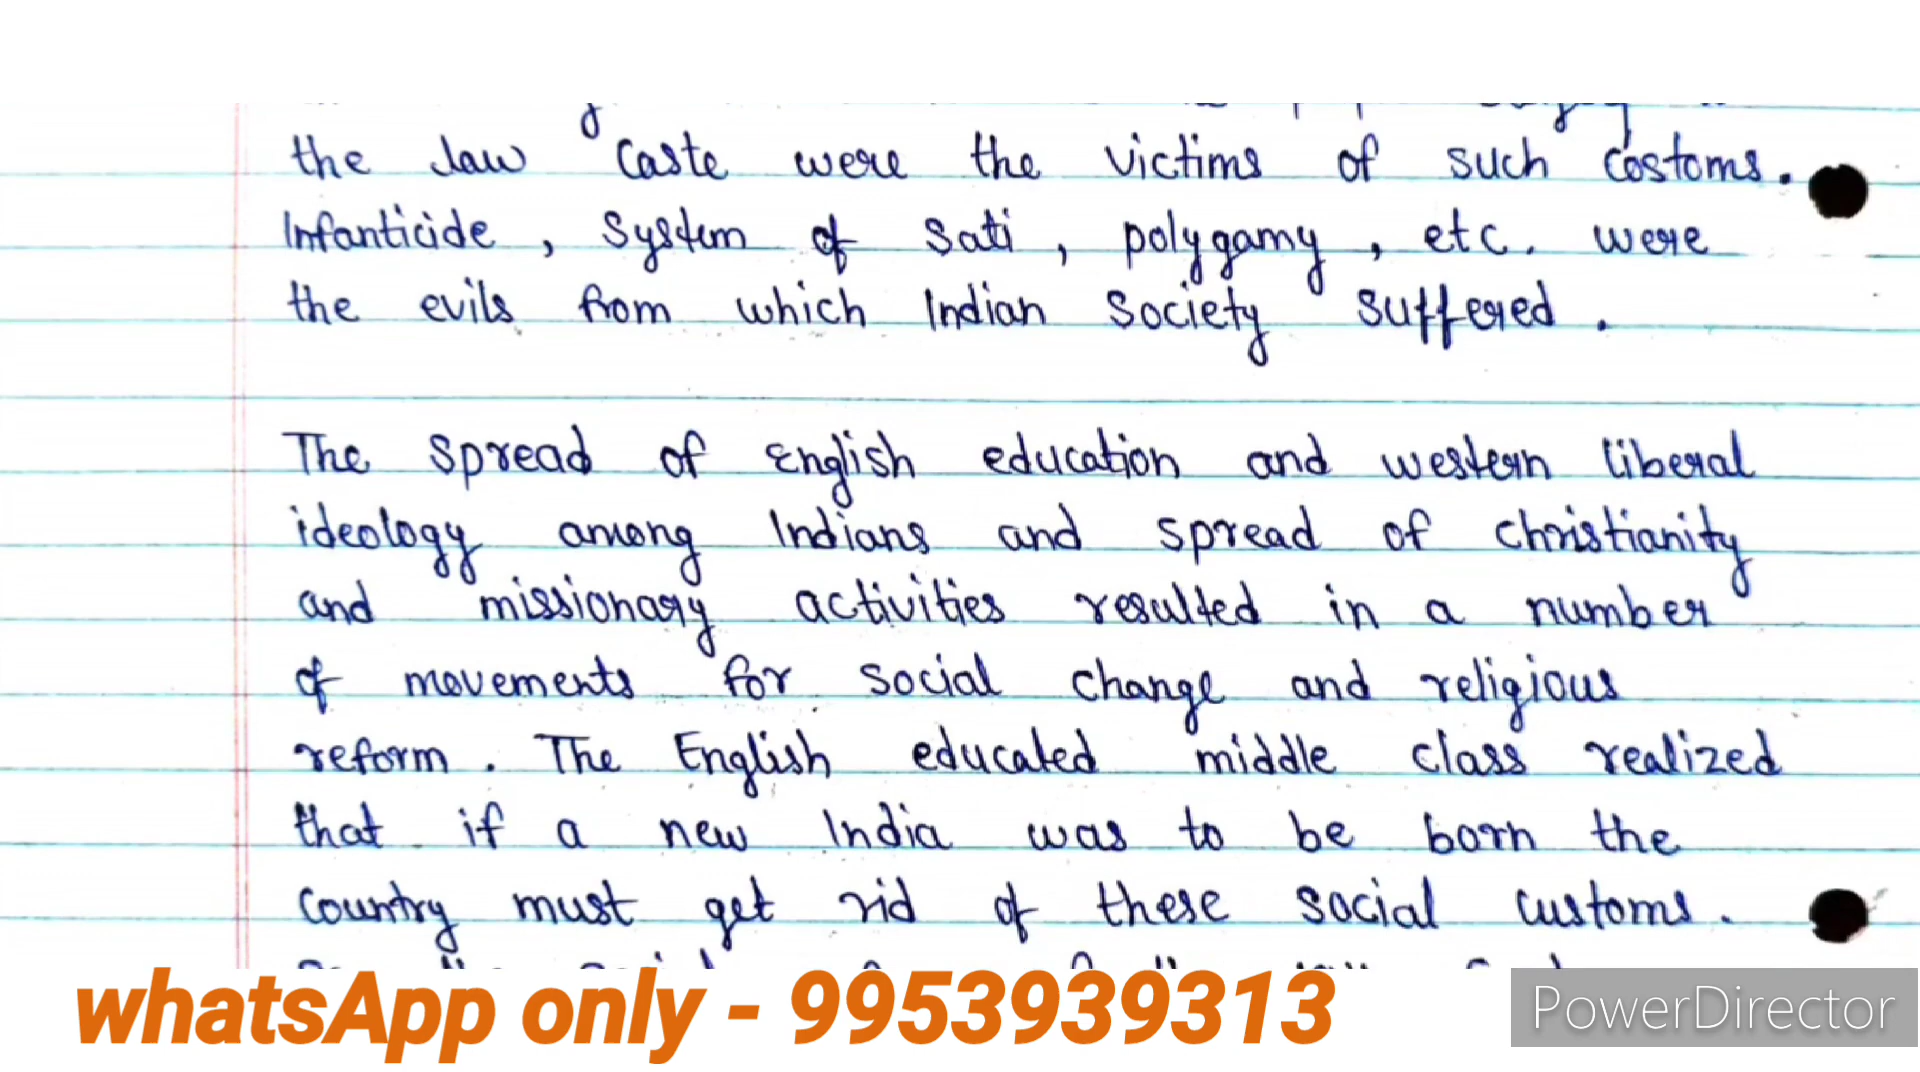 the law caste were the victims of such costoms.
Infanticide, system of sati, polygamy, etc. were
the evils from which Indian society suffered.
The spread of English education and western liberal
ideology among Indians and spread of christianity
and missionary activities resulted in a number
of movements for social change and religious
reform. The English educated middle class realized
that if a new India was to be born the
country must get rid of these social customs.
whatsApp only - 9953939313
PowerDirector